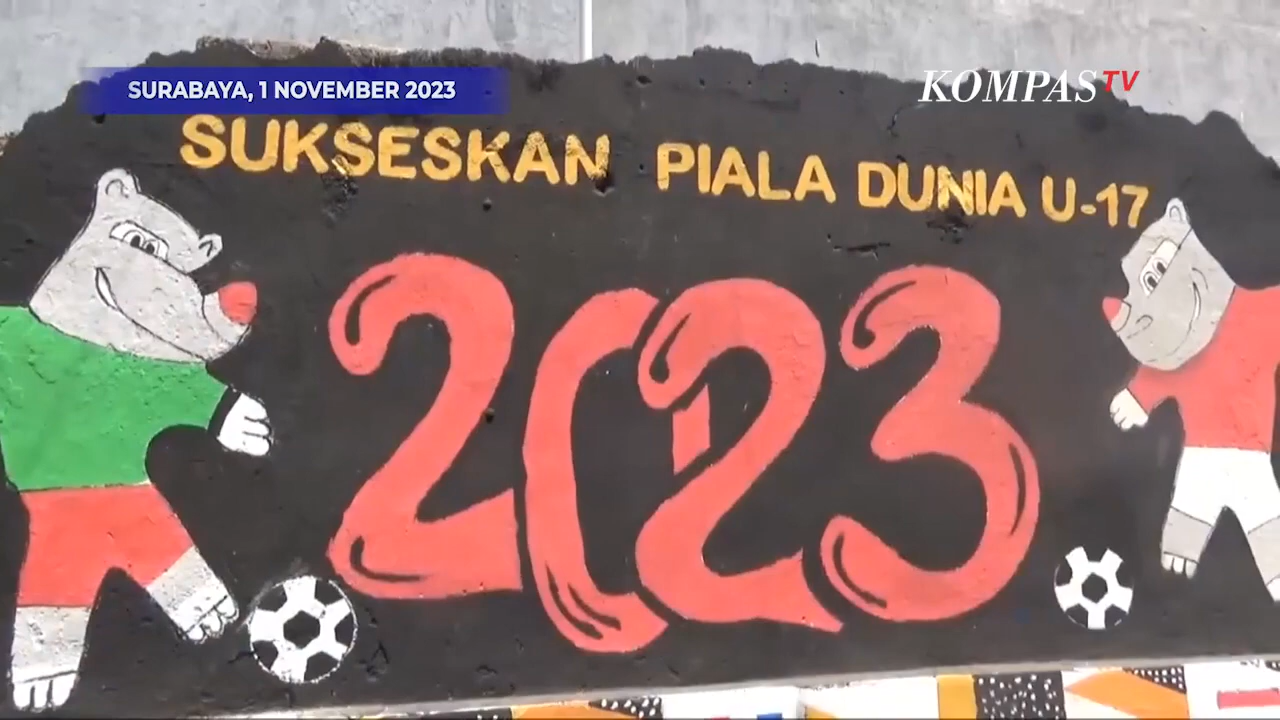 SURABAYA, 1 NOVEMBER 2023
KOMPASTV
SUKSESKAN PIALA DUNIA U-17
2023